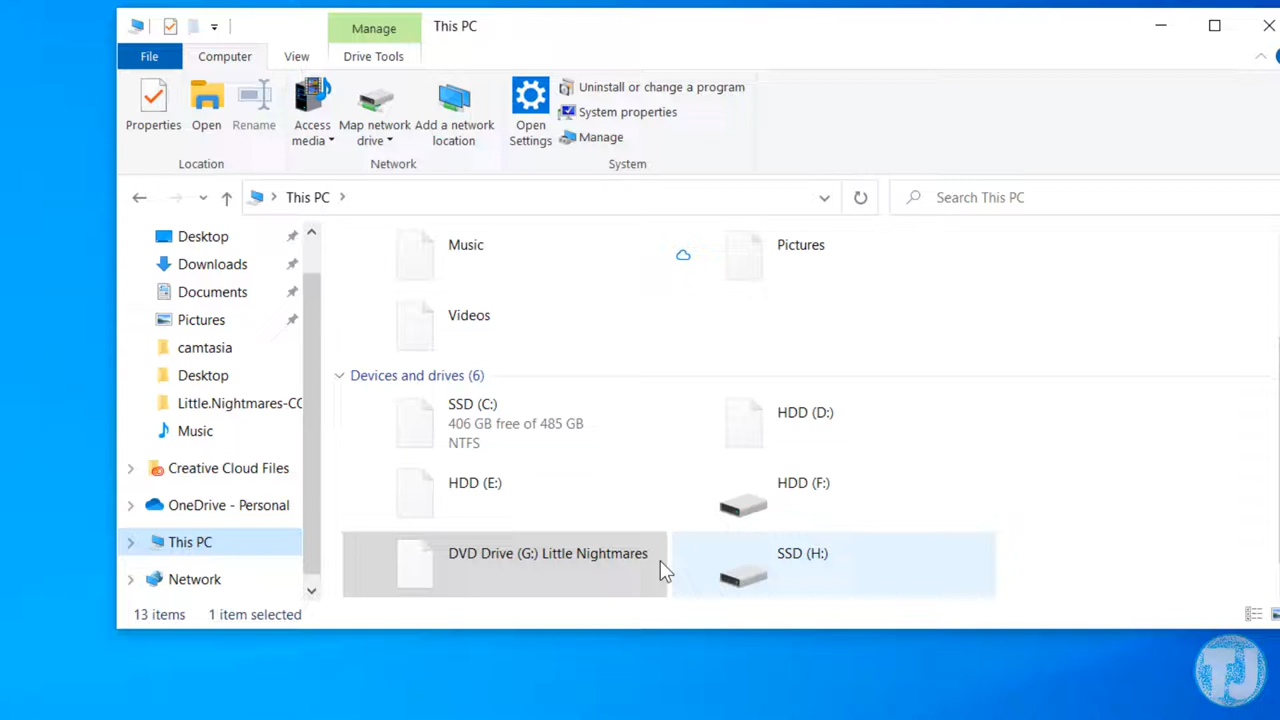 Manage
This PC
File
Computer
View
Drive Tools
Properties
Open
Rename
Access
media
Map network
drive
Add a network
location
Open
Settings
Uninstall or change a program
System properties
Manage
Location
Network
System
This PC
Search This PC
Desktop
Downloads
Documents
Pictures
camtasia
Desktop
Little.Nightmares-CO
Music
Creative Cloud Files
OneDrive - Personal
This PC
Network
Music
Pictures
Videos
Devices and drives (6)
SSD (C:)
406 GB free of 485 GB
NTFS
HDD (D:)
HDD (E:)
HDD (F:)
DVD Drive (G:) Little Nightmares
SSD (H:)
13 items
1 item selected
TJ